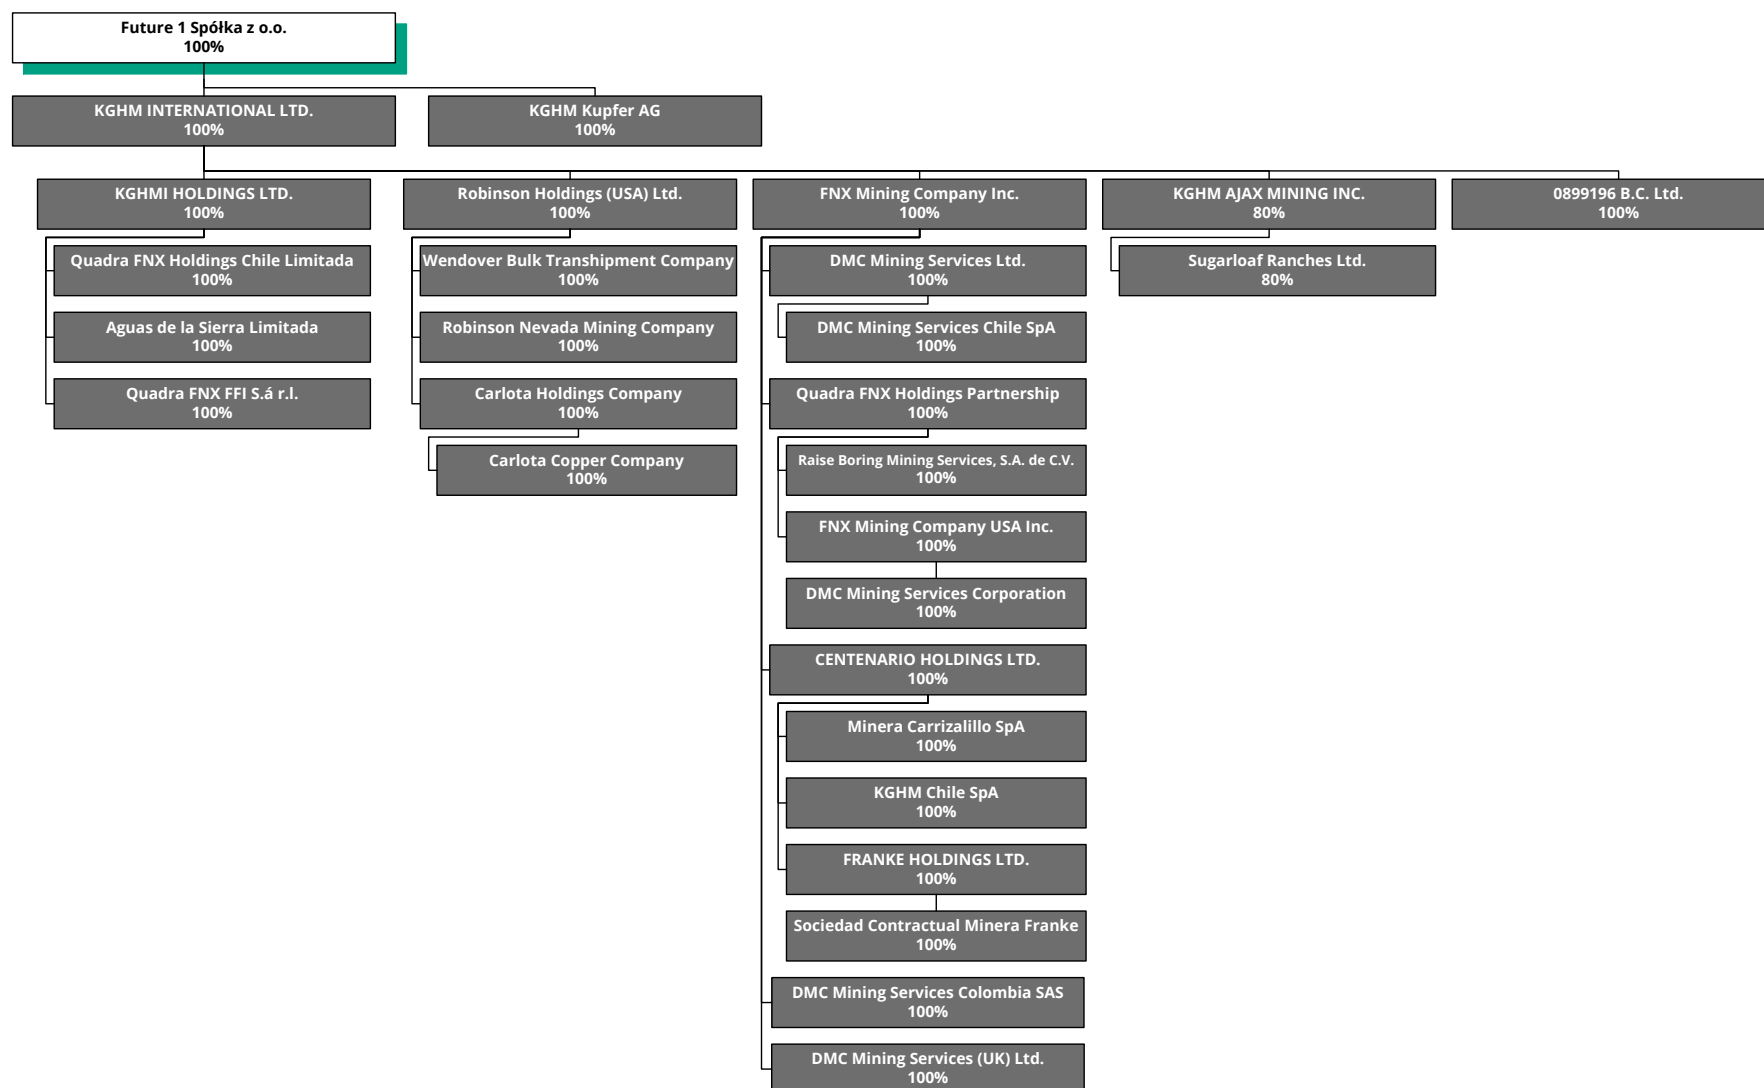 Future 1 Spółka z o.o.
100%
KGHM INTERNATIONAL LTD.
100%
KGHM Kupfer AG
100%
KGHMI HOLDINGS LTD.
100%
Quadra FNX Holdings Chile Limitada
100%
Aguas de la Sierra Limitada
100%
Quadra FNX FFI S.á r.l.
100%
Robinson Holdings (USA) Ltd.
100%
Wendover Bulk Transhipment Company
100%
Robinson Nevada Mining Company
100%
Carlota Holdings Company
100%
Carlota Copper Company
100%
FNX Mining Company Inc.
100%
DMC Mining Services Ltd.
100%
DMC Mining Services Chile SpA
100%
Quadra FNX Holdings Partnership
100%
Raise Boring Mining Services, S.A. de C.V.
100%
FNX Mining Company USA Inc.
100%
DMC Mining Services Corporation
100%
CENTENARIO HOLDINGS LTD.
100%
Minera Carrizalillo SpA
100%
KGHM Chile SpA
100%
FRANKE HOLDINGS LTD.
100%
Sociedad Contractual Minera Franke
100%
DMC Mining Services Colombia SAS
100%
DMC Mining Services (UK) Ltd.
100%
KGHM AJAX MINING INC.
80%
Sugarloaf Ranches Ltd.
80%
0899196 B.C. Ltd.
100%